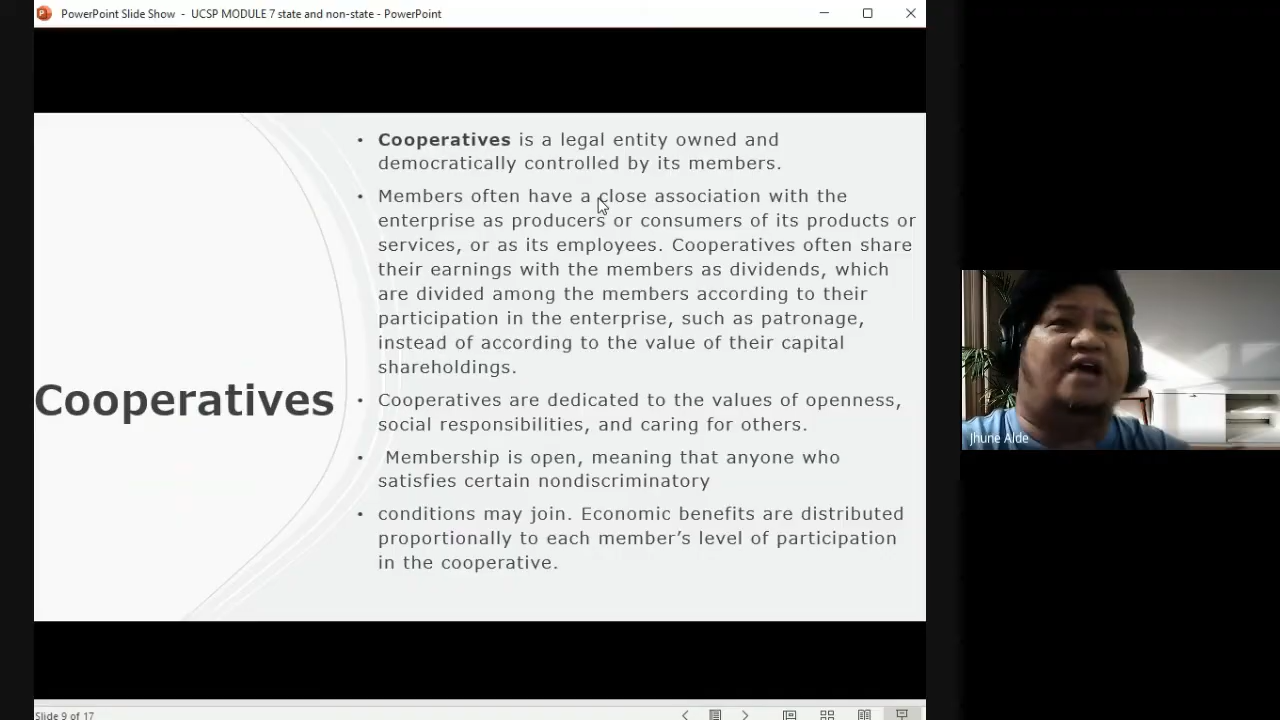 PowerPoint Slide Show - UCSP MODULE 7 state and non-state - PowerPoint
• Cooperatives is a legal entity owned and
democratically controlled by its members.
• Members often have a close association with the
enterprise as producers or consumers of its products or
services, or as its employees. Cooperatives often share
their earnings with the members as dividends, which
are divided among the members according to their
participation in the enterprise, such as patronage,
instead of according to the value of their capital
shareholdings.
Cooperatives
• Cooperatives are dedicated to the values of openness,
social responsibilities, and caring for others.
• Membership is open, meaning that anyone who
satisfies certain nondiscriminatory
• conditions may join. Economic benefits are distributed
proportionally to each member's level of participation
in the cooperative.
Jhune Alde
Slide 9 of 17